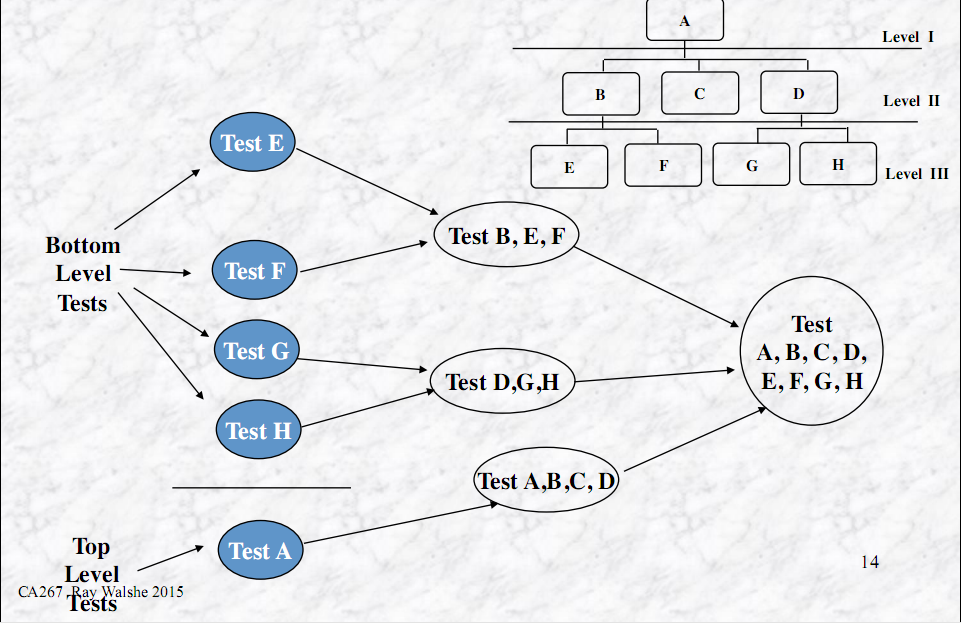 A
Level I
B
C
D
Level II
E
F
G
H
Level III
Test E
Test B, E, F
Bottom
Level
Tests
Test F
Test G
Test H
Test D,G,H
Test
A, B, C, D,
E, F, G, H
Test A,B,C, D
Test A
Top
Level
Tests
14
CA267 Ray Walshe 2015